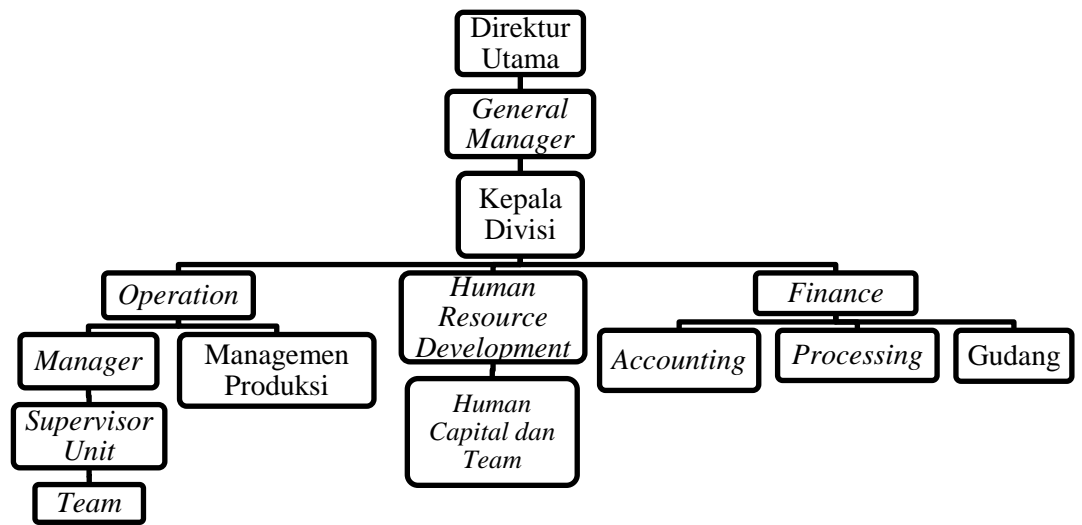 Direktur
Utama
General
Manager
Kepala
Divisi
Operation
Human
Resource
Development
Finance
Manager
Managemen
Produksi
Accounting
Processing
Gudang
Supervisor
Unit
Human
Capital dan
Team
Team